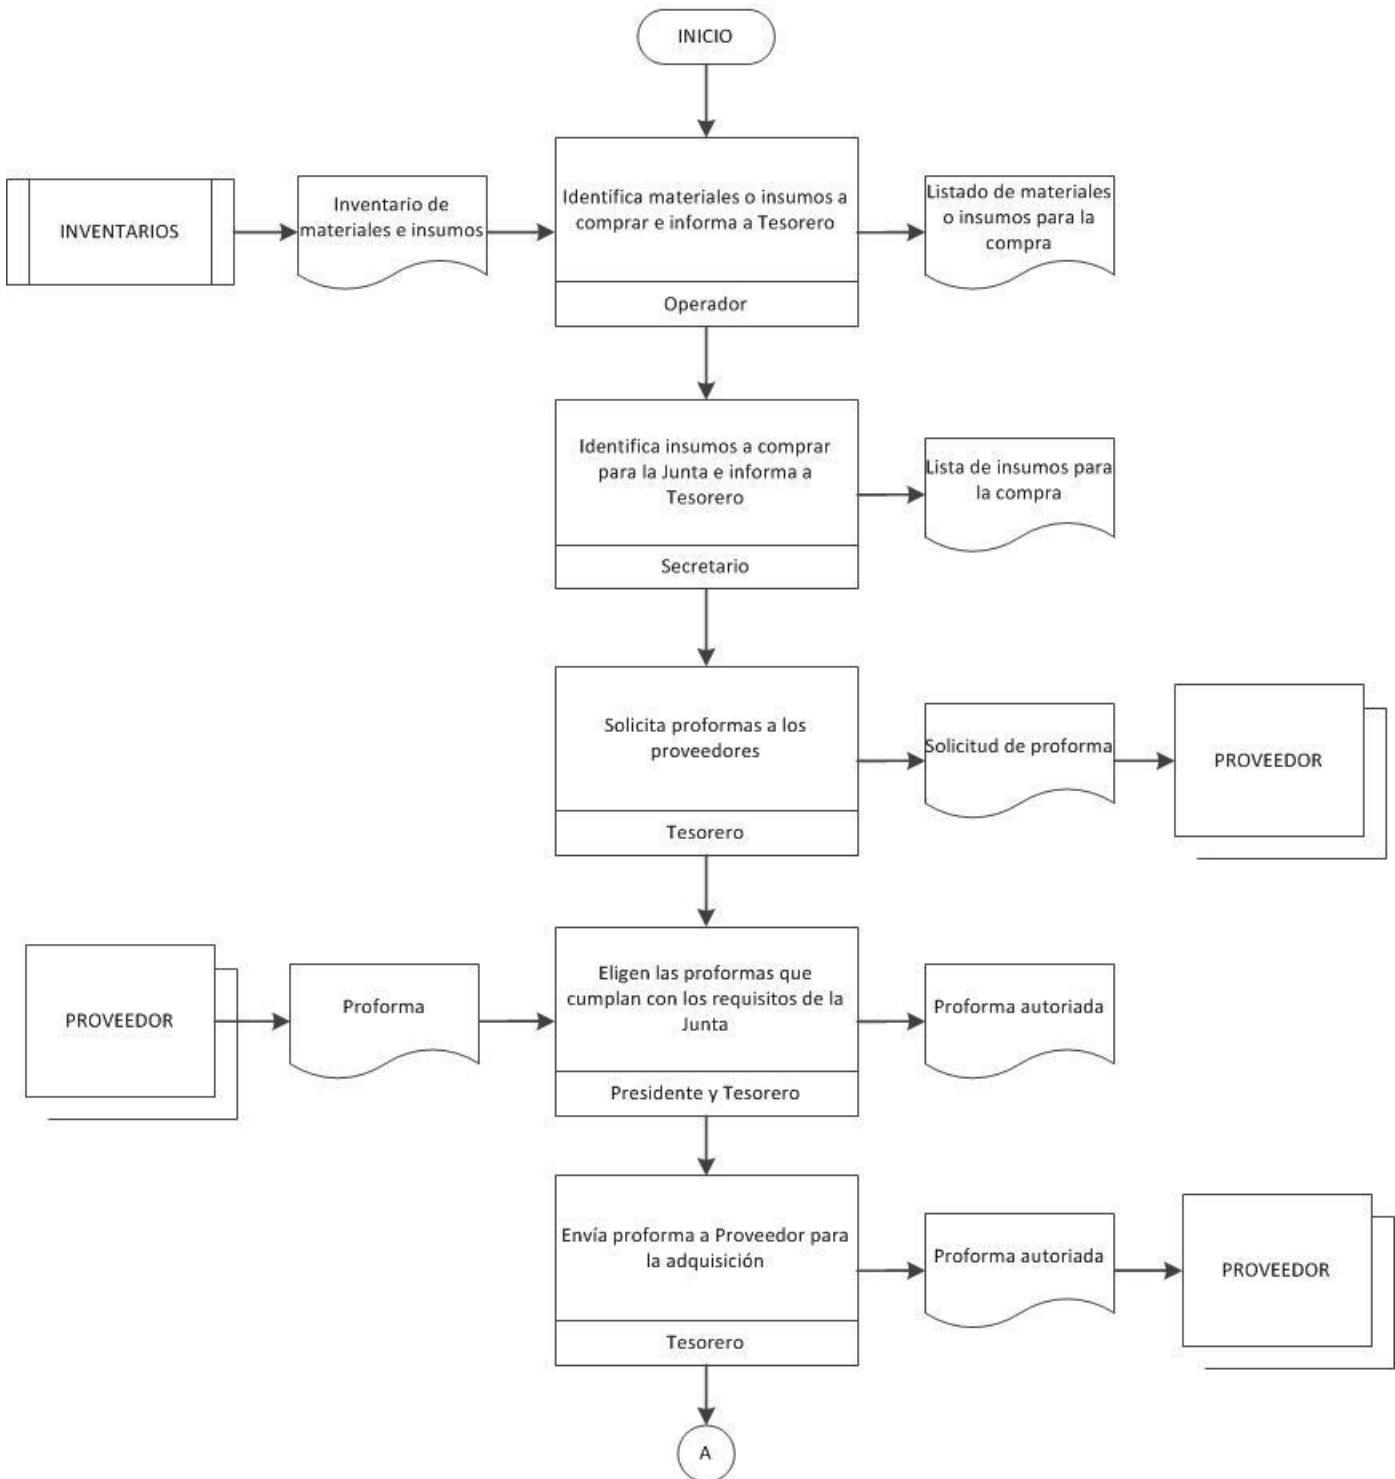 INICIO
INVENTARIOS
Inventario de
materiales e insumos
Identifica materiales o insumos a
comprar e informa a Tesorero
Operador
Listado de materiales
o insumos para la
compra
Identifica insumos a comprar
para la Junta e informa a
Tesorero
Secretario
Lista de insumos para
la compra
Solicita proformas a los
proveedores
Tesorero
Solicitud de proforma
PROVEEDOR
PROVEEDOR
Proforma
Eligen las proformas que
cumplan con los requisitos de la
Junta
Presidente y Tesorero
Proforma autoriada
Envía proforma a Proveedor para
la adquisición
Tesorero
Proforma autoriada
PROVEEDOR
A